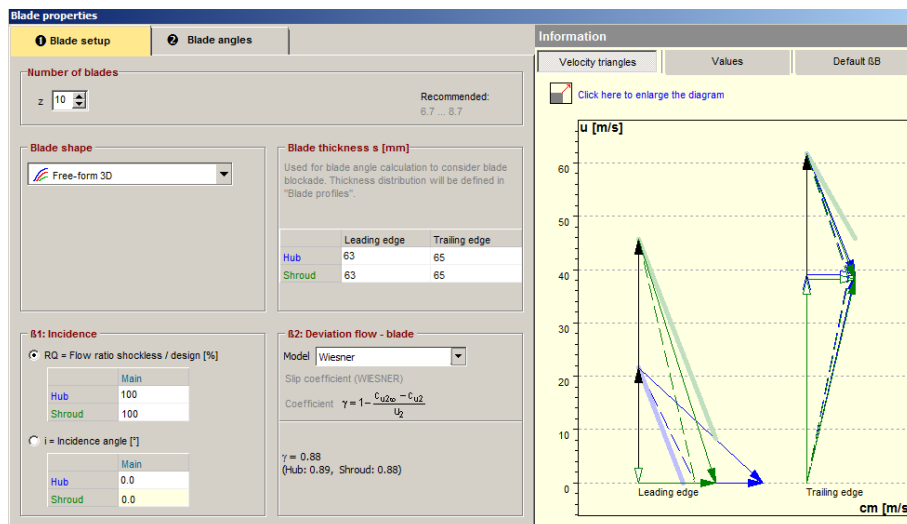 Blade properties
❶ Blade setup
❷ Blade angles
Number of blades
z 10
Recommended:
6.7 ... 8.7
Blade shape
Free-form 3D
Blade thickness s [mm]
Used for blade angle calculation to consider blade
blockade. Thickness distribution will be defined in
"Blade profiles".
Leading edge Trailing edge
Hub 63 65
Shroud 63 65
ß1: Incidence
RQ = Flow ratio shockless / design [%]
Main
Hub 100
Shroud 100
i = Incidence angle [°]
Main
Hub 0.0
Shroud 0.0
ß2: Deviation flow - blade
Model Wiesner
Slip coefficient (WIESNER)
Coefficient γ = 1 - (cu2∞ - cu2) / u2
γ = 0.88
(Hub: 0.89, Shroud: 0.88)
Information
Velocity triangles
Values
Default ßB
Click here to enlarge the diagram
u [m/s]
60
50
40
30
20
10
0
Leading edge
Trailing edge
cm [m/s